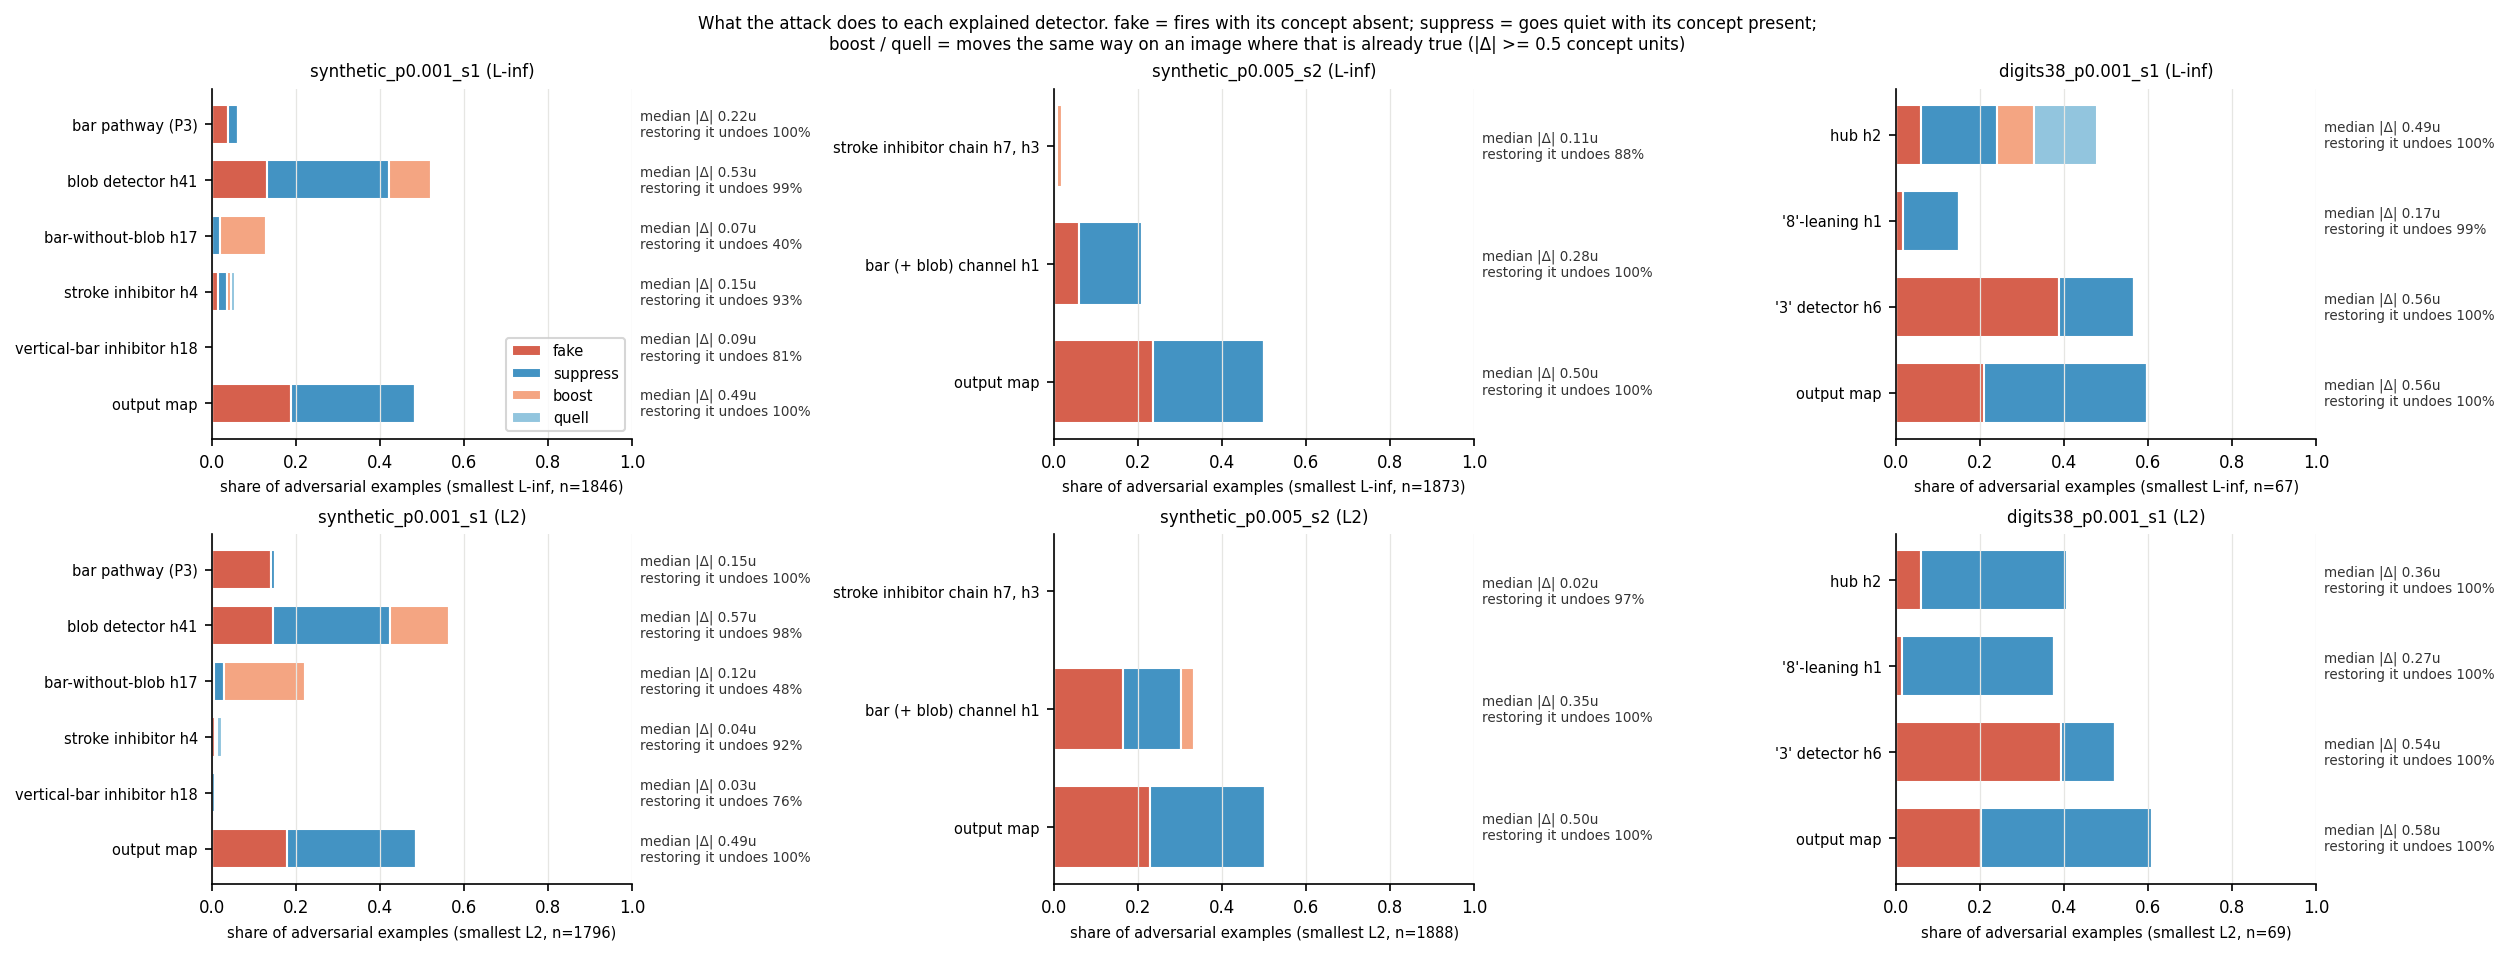 What the attack does to each explained detector. fake = fires with its concept absent; suppress = goes quiet with its concept present;
boost / quell = moves the same way on an image where that is already true (|Δ| >= 0.5 concept units)
synthetic_p0.001_s1 (L-inf)
bar pathway (P3)
median |Δ| 0.22u
restoring it undoes 100%
blob detector h41
median |Δ| 0.53u
restoring it undoes 99%
bar-without-blob h17
median |Δ| 0.07u
restoring it undoes 40%
stroke inhibitor h4
median |Δ| 0.15u
restoring it undoes 93%
vertical-bar inhibitor h18
median |Δ| 0.09u
restoring it undoes 81%
output map
median |Δ| 0.49u
restoring it undoes 100%
fake
suppress
boost
quell
0.0 0.2 0.4 0.6 0.8 1.0
share of adversarial examples (smallest L-inf, n=1846)
synthetic_p0.005_s2 (L-inf)
stroke inhibitor chain h7, h3
median |Δ| 0.11u
restoring it undoes 88%
bar (+ blob) channel h1
median |Δ| 0.28u
restoring it undoes 100%
output map
median |Δ| 0.50u
restoring it undoes 100%
0.0 0.2 0.4 0.6 0.8 1.0
share of adversarial examples (smallest L-inf, n=1873)
digits38_p0.001_s1 (L-inf)
hub h2
median |Δ| 0.49u
restoring it undoes 100%
'8'-leaning h1
median |Δ| 0.17u
restoring it undoes 99%
'3' detector h6
median |Δ| 0.56u
restoring it undoes 100%
output map
median |Δ| 0.56u
restoring it undoes 100%
0.0 0.2 0.4 0.6 0.8 1.0
share of adversarial examples (smallest L-inf, n=67)
synthetic_p0.001_s1 (L2)
bar pathway (P3)
median |Δ| 0.15u
restoring it undoes 100%
blob detector h41
median |Δ| 0.57u
restoring it undoes 98%
bar-without-blob h17
median |Δ| 0.12u
restoring it undoes 48%
stroke inhibitor h4
median |Δ| 0.04u
restoring it undoes 92%
vertical-bar inhibitor h18
median |Δ| 0.03u
restoring it undoes 76%
output map
median |Δ| 0.49u
restoring it undoes 100%
0.0 0.2 0.4 0.6 0.8 1.0
share of adversarial examples (smallest L2, n=1796)
synthetic_p0.005_s2 (L2)
stroke inhibitor chain h7, h3
median |Δ| 0.02u
restoring it undoes 97%
bar (+ blob) channel h1
median |Δ| 0.35u
restoring it undoes 100%
output map
median |Δ| 0.50u
restoring it undoes 100%
0.0 0.2 0.4 0.6 0.8 1.0
share of adversarial examples (smallest L2, n=1888)
digits38_p0.001_s1 (L2)
hub h2
median |Δ| 0.36u
restoring it undoes 100%
'8'-leaning h1
median |Δ| 0.27u
restoring it undoes 100%
'3' detector h6
median |Δ| 0.54u
restoring it undoes 100%
output map
median |Δ| 0.58u
restoring it undoes 100%
0.0 0.2 0.4 0.6 0.8 1.0
share of adversarial examples (smallest L2, n=69)